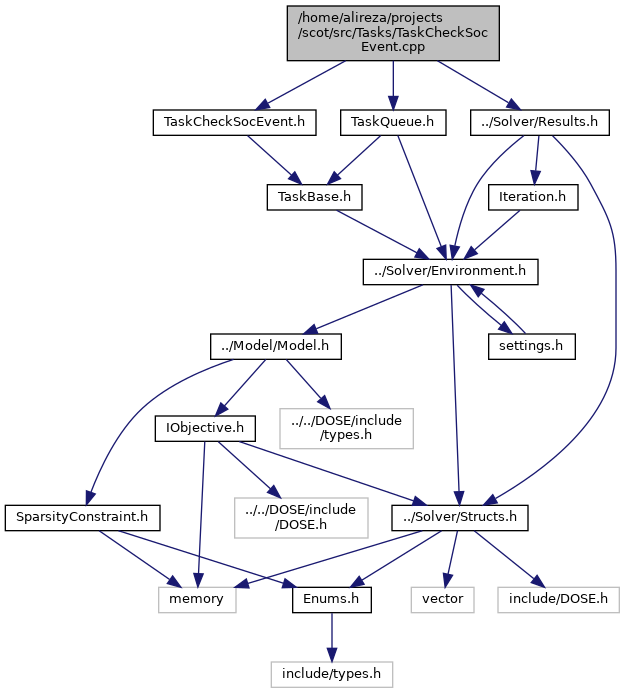 /home/alireza/projects
/scot/src/Tasks/TaskCheckSoc
Event.cpp
TaskCheckSocEvent.h
TaskQueue.h
../Solver/Results.h
TaskBase.h
Iteration.h
../Solver/Environment.h
../Model/Model.h
settings.h
IObjective.h
../../DOSE/include
/types.h
SparsityConstraint.h
../../DOSE/include
/DOSE.h
../Solver/Structs.h
memory
Enums.h
vector
include/DOSE.h
include/types.h